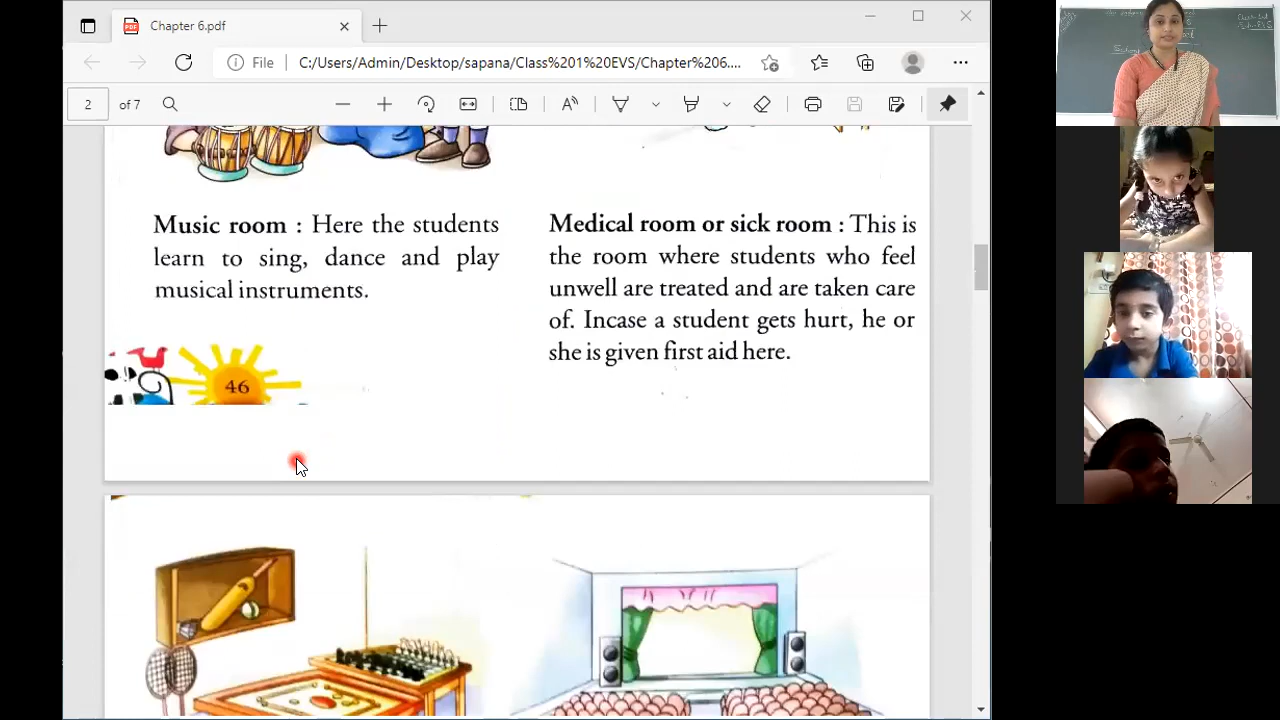 Chapter 6.pdf
File
C:/Users/Admin/Desktop/sapana/Class%201%20EVS/Chapter%206....
2 of 7
Music room : Here the students
learn to sing, dance and play
musical instruments.
46
Medical room or sick room : This is
the room where students who feel
unwell are treated and are taken care
of. Incase a student gets hurt, he or
she is given first aid here.